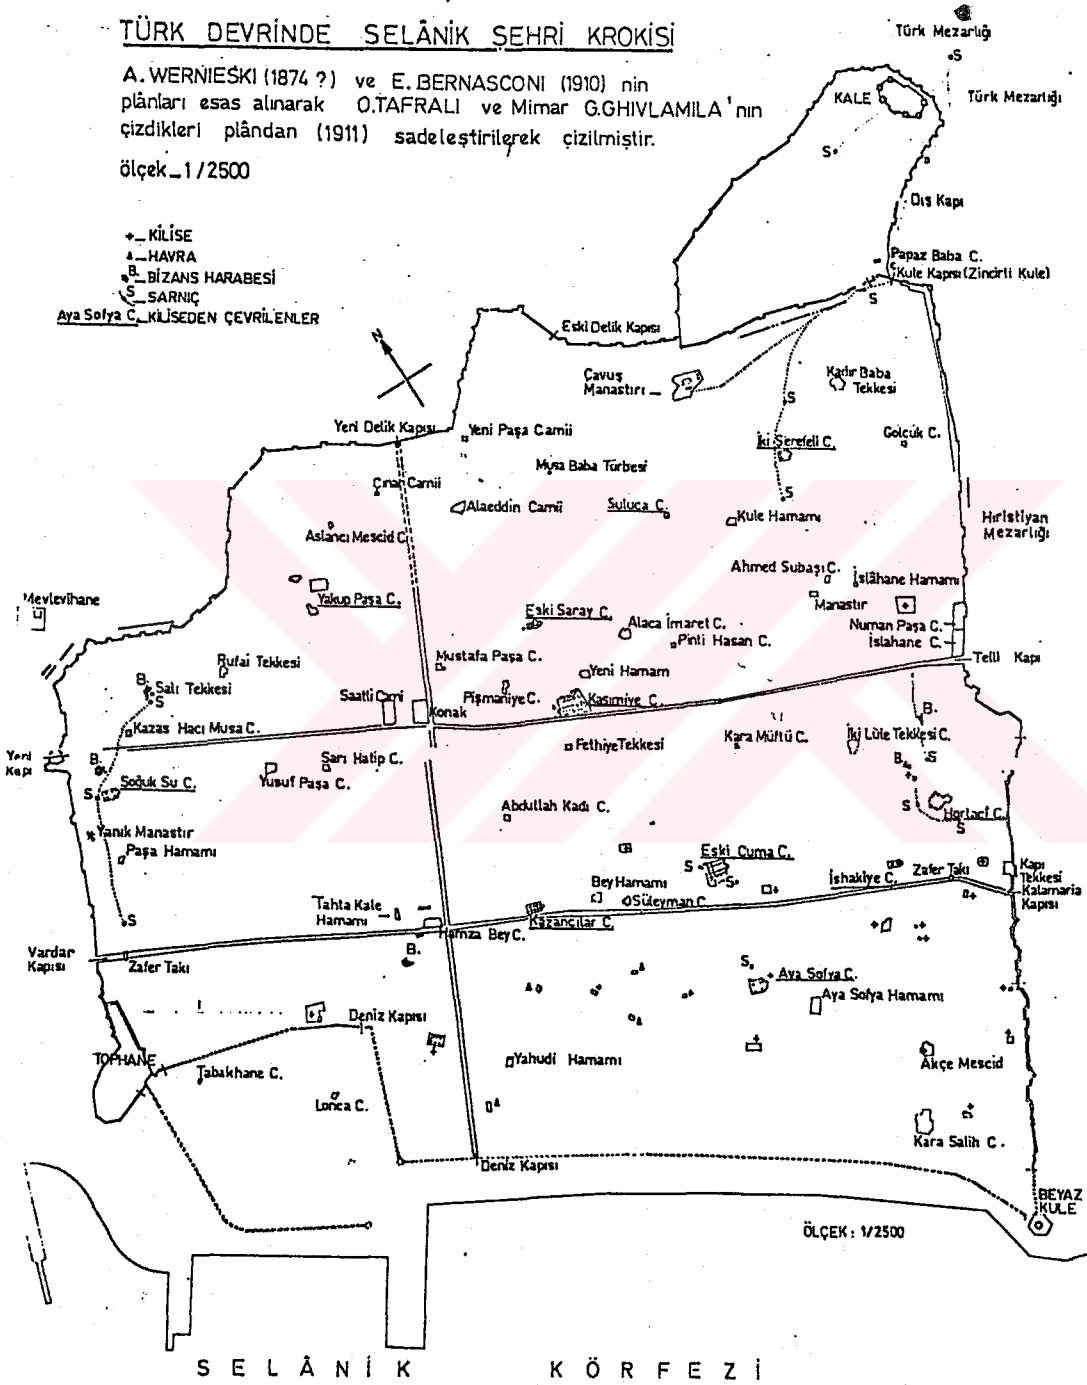 TÜRK DEVRİNDE SELÂNİK ŞEHRİ KROKİSİ
A. WERNIESKI (1874 ?) ve E. BERNASCONI (1910) nin
plânları esas alınarak O.TAFRALI ve Mimar G.GHIVLAMILA'nın
çizdikleri plândan (1911) sadeleştirilerek çizilmiştir.
ölçek_1/2500
+_ KİLİSE
▲_ HAVRA
B._ BİZANS HARABESİ
S_ SARNIÇ
Aya Sofya C._ KİLİSEDEN ÇEVRİLENLER
Türk Mezarlığı
S
Türk Mezarlığı
KALE
S
Dış Kapı
Papaz Baba C.
Kule Kapısı (Zincirli Kule)
S
Eski Delik Kapısı
N
Çavuş
Manastırı
Kadır Baba
Tekkesi
S
Yeni Delik Kapısı
Yeni Paşa Camii
İki Şerefeli C.
Golcük C.
Musa Baba Türbesi
Çınar Camii
S
Alaeddin Camii
Suluca C.
Kule Hamamı
Hıristiyan
Mezarlığı
Aslancı Mescid C.
Ahmed Subaşı C.
İslâhane Hamamı
Mevlevihane
Yakup Paşa C.
Manastır
Eski Saray C.
Alaca İmaret C.
Numan Paşa C.
Pinti Hasan C.
İslahane C.
Telli Kapı
Rufai Tekkesi
Mustafa Paşa C.
Yeni Hamam
B.
Salı Tekkesi
S
Saatli Cami
Pişmaniye C.
Kasımiye C.
Konak
B.
Kazas Hacı Musa C.
Fethiye Tekkesi
Kara Müftü C.
İki Lüle Tekkesi C.
Yeni
Kapı
B.
Sarı Hatip C.
B.
S
Yusuf Paşa C.
Soğuk Su C.
S
Abdullah Kadı C.
S
Hortacı C.
S
Yanık Manastır
Paşa Hamamı
Eski Cuma C.
S
S
İshakiye C.
Zafer Takı
Kapı
Tekkesi
Kalamaria
Kapısı
Bey Hamamı
Süleyman C.
Tahta Kale
Hamamı
S
Kazancılar C.
Hamza Bey C.
B.
Vardar
Kapısı
Zafer Takı
S
Aya Sofya C.
Aya Sofya Hamamı
Deniz Kapısı
TOPHANE
Tabakhane C.
Yahudi Hamamı
Akçe Mescid
Lonca C.
Kara Salih C.
Deniz Kapısı
BEYAZ
KULE
ÖLÇEK : 1/2500
SELÂNİK KÖRFEZİ